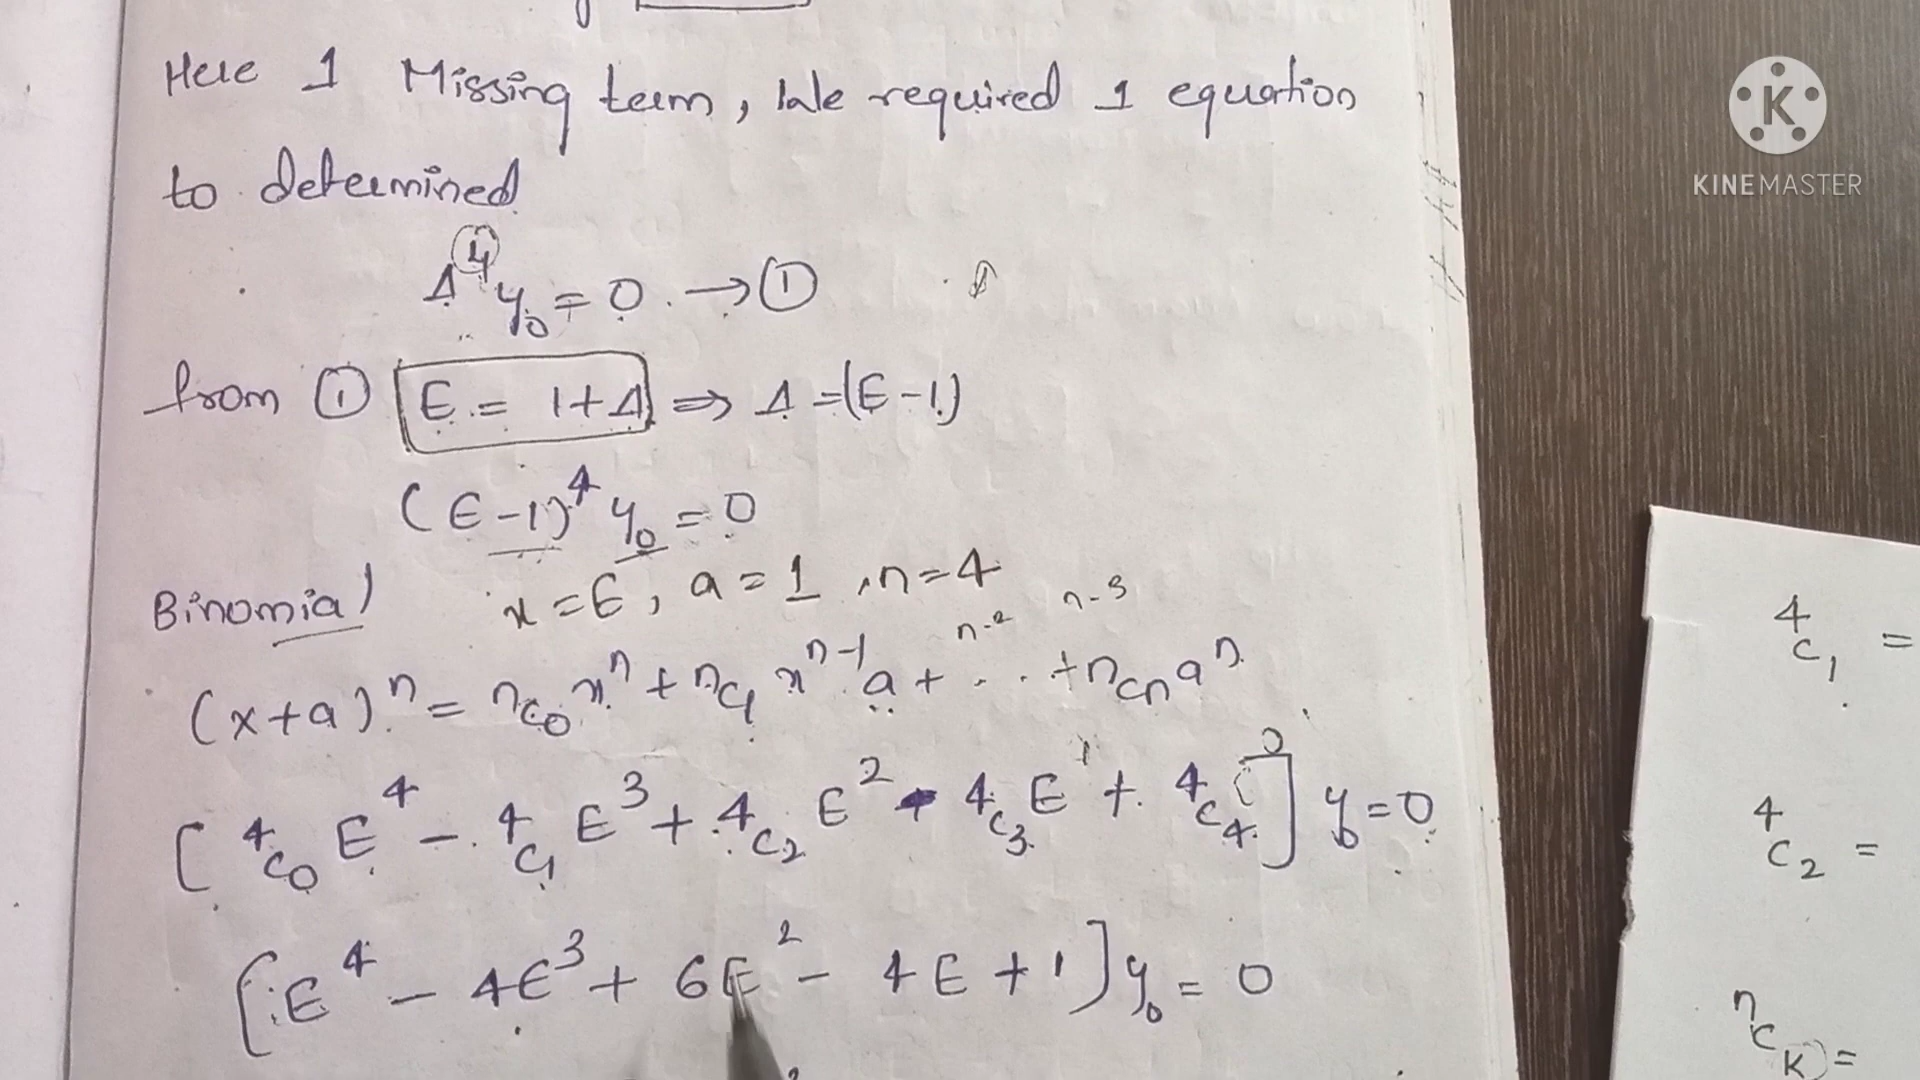 Here 1 Missing term, We required 1 equation
to determined
Δ⁴y₀ = 0 → ①
from ① E = 1+Δ ⇒ Δ = (E-1)
(E-1)⁴ y₀ = 0
Binomial x = E, a = 1, n = 4
n-2 n-3
(x+a)ⁿ = nc₀ xⁿ + nc₁ xⁿ⁻¹ a + ... + ncn aⁿ
[4c₀ E⁴ - 4c₁ E³ + 4c₂ E² - 4c₃ E¹ + 4c₄] y₀ = 0
[E⁴ - 4E³ + 6E² - 4E + 1] y₀ = 0
K
KINEMASTER
4c₁ =
4c₂ =
ncK =